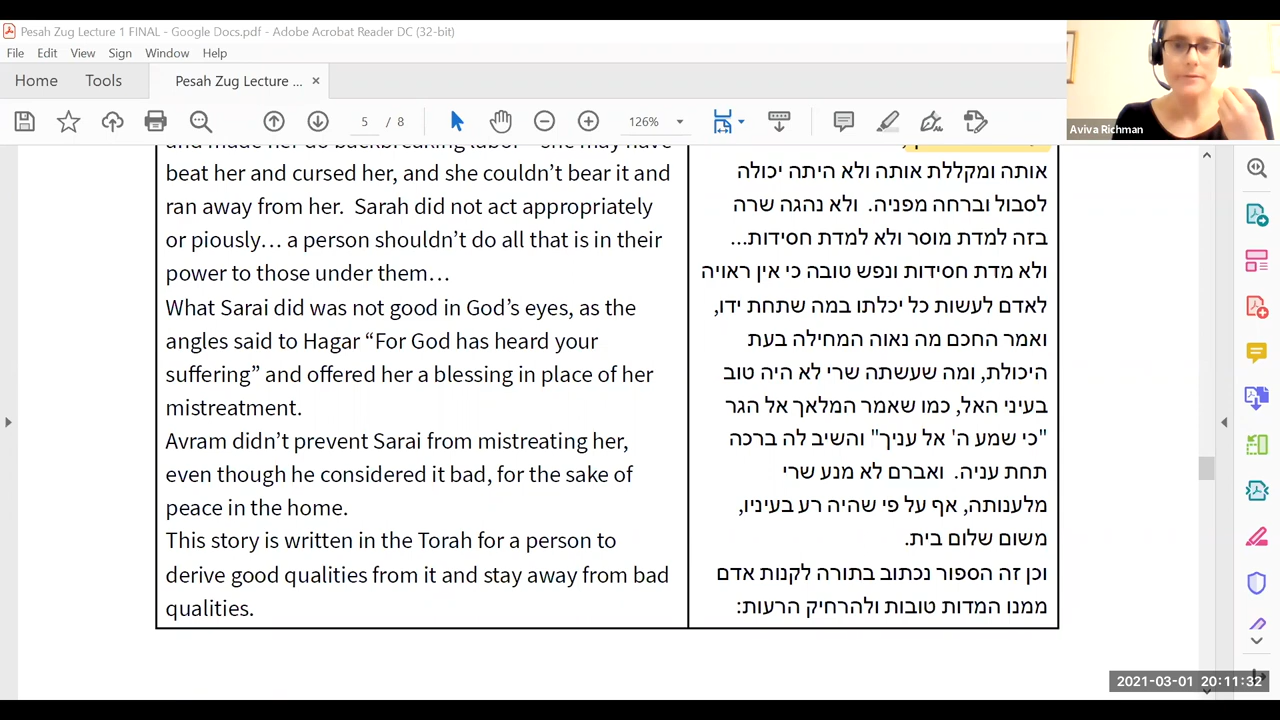 Pesah Zug Lecture 1 FINAL - Google Docs.pdf - Adobe Acrobat Reader DC (32-bit)
File Edit View Sign Window Help
Home Tools Pesah Zug Lecture ... ×
5 / 8 126%
Aviva Richman
and made her do backbreaking labor – she may have
beat her and cursed her, and she couldn't bear it and
ran away from her. Sarah did not act appropriately
or piously… a person shouldn't do all that is in their
power to those under them…
What Sarai did was not good in God's eyes, as the
angles said to Hagar “For God has heard your
suffering” and offered her a blessing in place of her
mistreatment.
Avram didn't prevent Sarai from mistreating her,
even though he considered it bad, for the sake of
peace in the home.
This story is written in the Torah for a person to
derive good qualities from it and stay away from bad
qualities.
אותה ומקללת אותה ולא היתה יכולה
לסבול וברחה מפניה. ולא נהגה שרה
בזה למדת מוסר ולא למדת חסידות...
ולא מדת חסידות ונפש טובה כי אין ראויה
לאדם לעשות כל יכלתו במה שתחת ידו,
ואמר החכם מה נאוה המחילה בעת
היכולת, ומה שעשתה שרי לא היה טוב
בעיני האל, כמו שאמר המלאך אל הגר
"כי שמע ה' אל עניך" והשיב לה ברכה
תחת עניה. ואברם לא מנע שרי
מלענותה, אף על פי שהיה רע בעיניו,
משום שלום בית.
וכן זה הספור נכתוב בתורה לקנות אדם
ממנו המדות טובות ולהרחיק הרעות:
2021-03-01 20:11:32